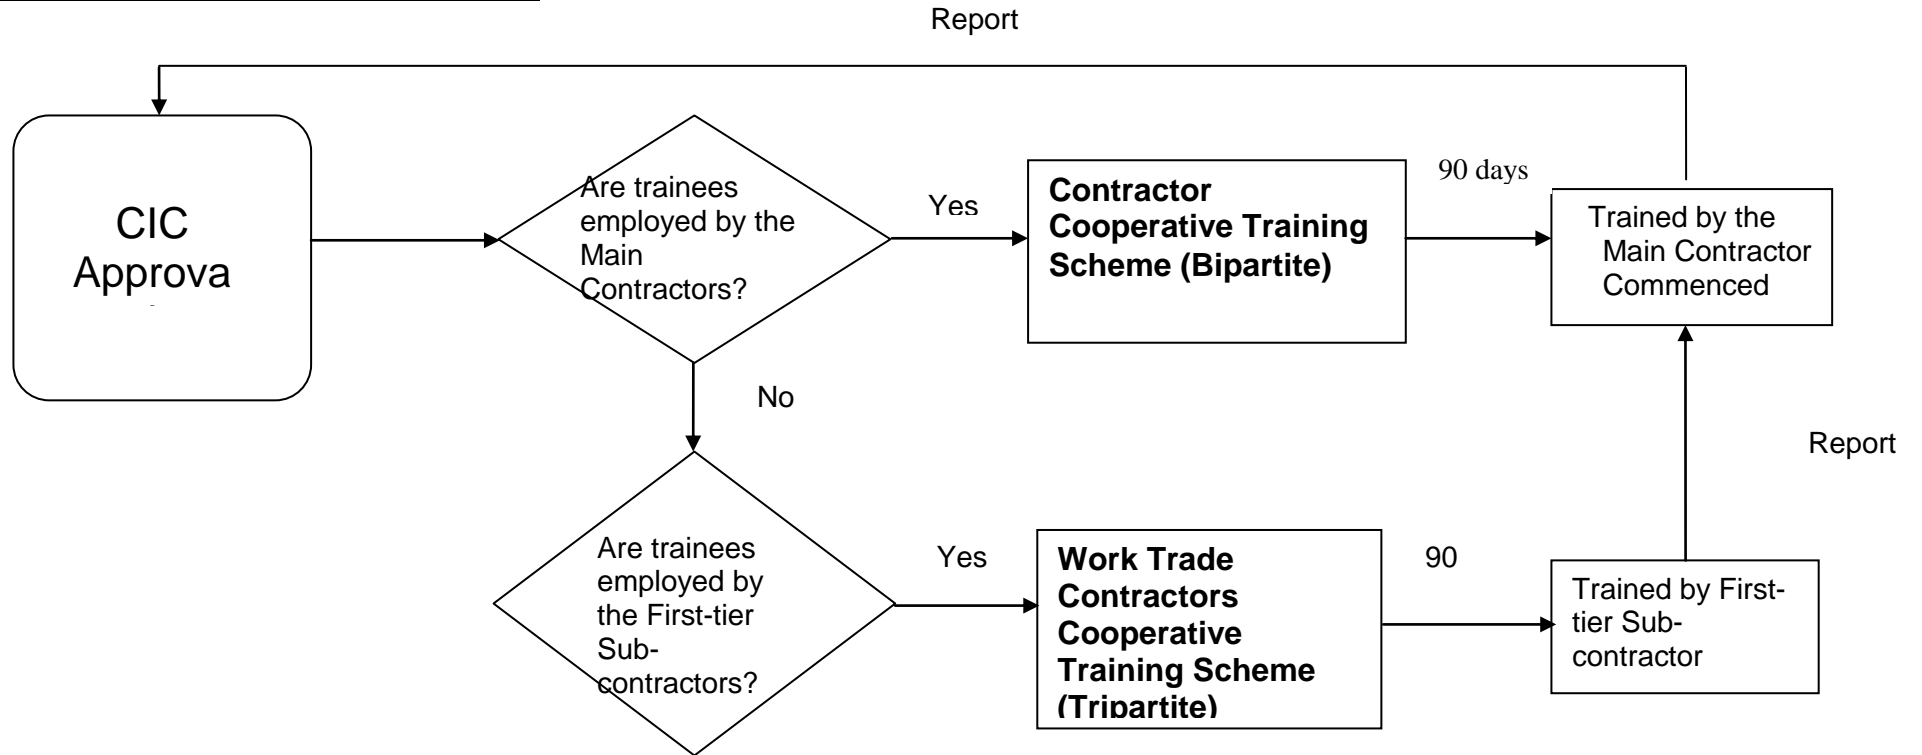 Report
CIC
Approva
Are trainees
employed by the
Main
Contractors?
Yes
Contractor
Cooperative Training
Scheme (Bipartite)
90 days
Trained by the
Main Contractor
Commenced
No
Report
Are trainees
employed by
the First-tier
Sub-
contractors?
Yes
Work Trade
Contractors
Cooperative
Training Scheme
(Tripartite)
90
Trained by First-
tier Sub-
contractor